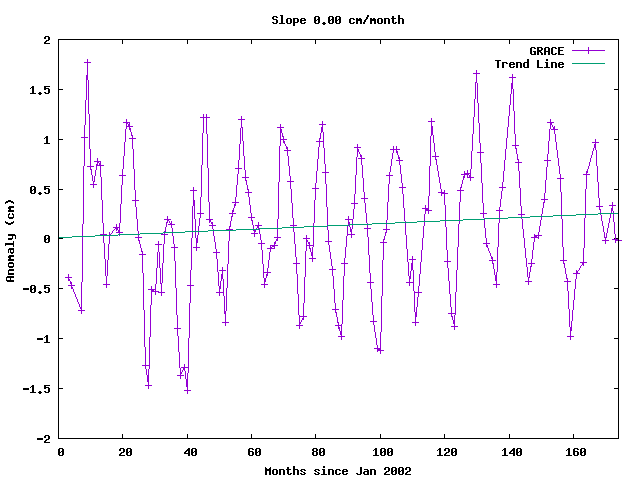 Slope 0.00 cm/month
GRACE
Trend Line
2
1.5
1
0.5
0
-0.5
-1
-1.5
-2
Anomaly (cm)
0 20 40 60 80 100 120 140 160
Months since Jan 2002